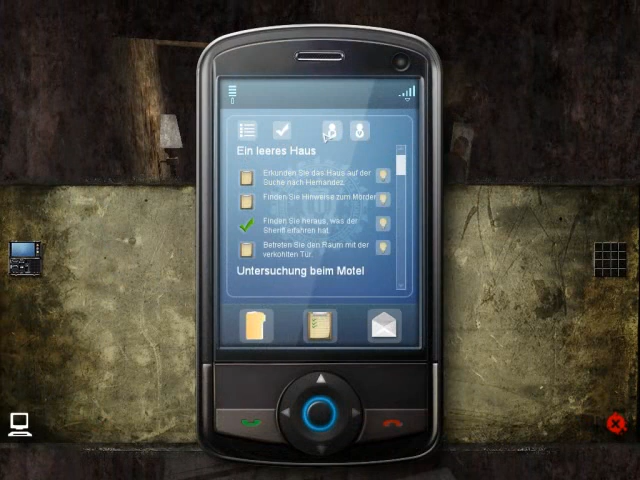 Ein leeres Haus
Erkunden Sie das Haus auf der
Suche nach Hernandez.
Finden Sie Hinweise zum Mörder
Finden Sie heraus, was der
Sheriff erfahren hat.
Betreten Sie den Raum mit der
verkohlten Tür.
Untersuchung beim Motel